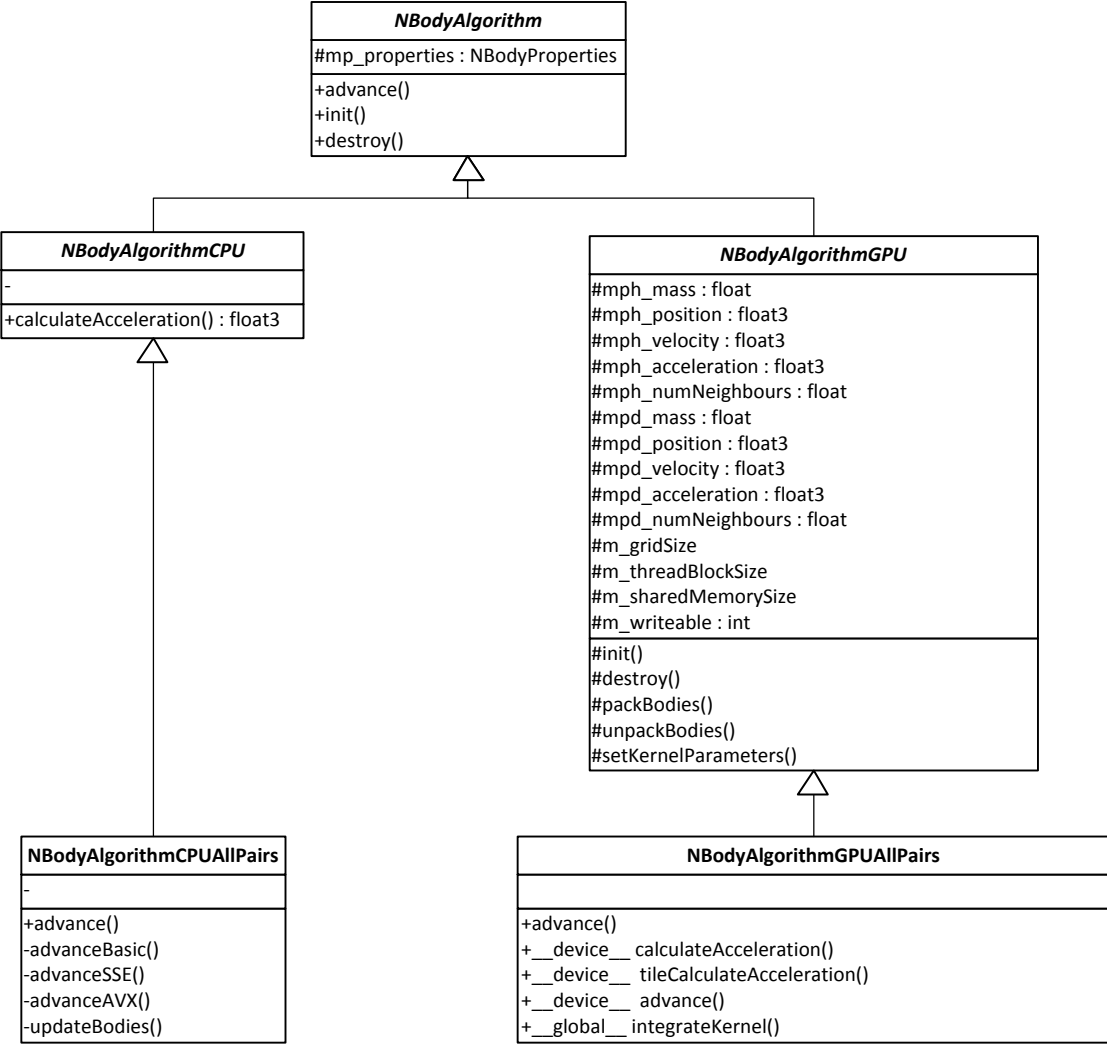 NBodyAlgorithm
#mp_properties : NBodyProperties
+advance()
+init()
+destroy()
NBodyAlgorithmCPU
-
+calculateAcceleration() : float3
NBodyAlgorithmGPU
#mph_mass : float
#mph_position : float3
#mph_velocity : float3
#mph_acceleration : float3
#mph_numNeighbours : float
#mpd_mass : float
#mpd_position : float3
#mpd_velocity : float3
#mpd_acceleration : float3
#mpd_numNeighbours : float
#m_gridSize
#m_threadBlockSize
#m_sharedMemorySize
#m_writeable : int
#init()
#destroy()
#packBodies()
#unpackBodies()
#setKernelParameters()
NBodyAlgorithmCPUAllPairs
-
+advance()
-advanceBasic()
-advanceSSE()
-advanceAVX()
-updateBodies()
NBodyAlgorithmGPUAllPairs
+advance()
+__device__ calculateAcceleration()
+__device__ tileCalculateAcceleration()
+__device__ advance()
+__global__ integrateKernel()